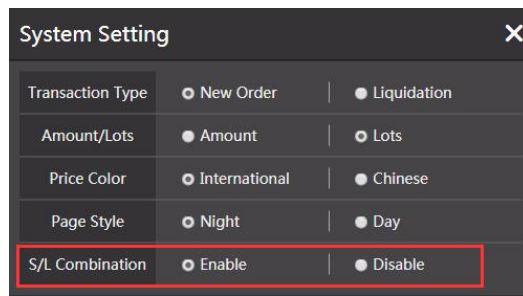 System Setting
Transaction Type New Order Liquidation
Amount/Lots Amount Lots
Price Color International Chinese
Page Style Night Day
S/L Combination Enable Disable